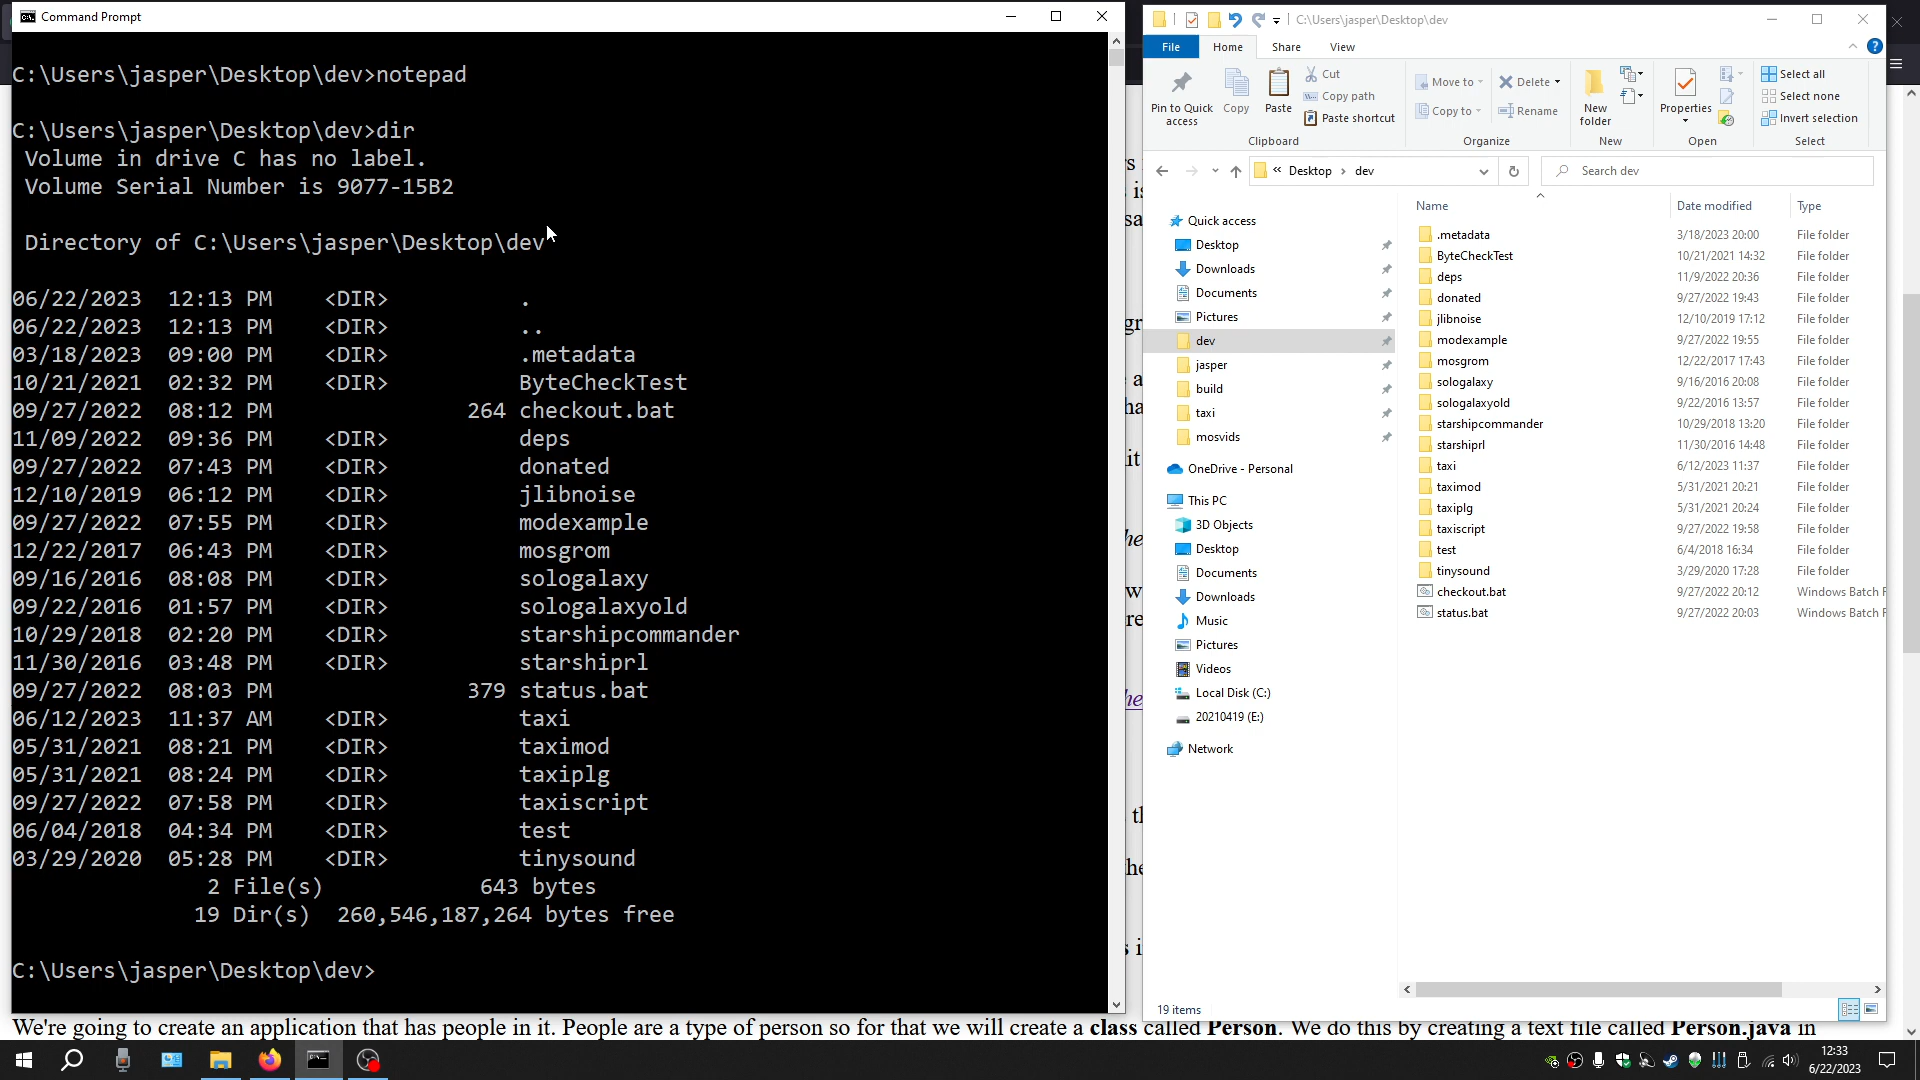 Command Prompt
C:\Users\jasper\Desktop\dev>notepad
C:\Users\jasper\Desktop\dev>dir
Volume in drive C has no label.
Volume Serial Number is 9077-15B2
Directory of C:\Users\jasper\Desktop\dev
06/22/2023 12:13 PM <DIR> .
06/22/2023 12:13 PM <DIR> ..
03/18/2023 09:00 PM <DIR> .metadata
10/21/2021 02:32 PM <DIR> ByteCheckTest
09/27/2022 08:12 PM 264 checkout.bat
11/09/2022 09:36 PM <DIR> deps
09/27/2022 07:43 PM <DIR> donated
12/10/2019 06:12 PM <DIR> jlibnoise
09/27/2022 07:55 PM <DIR> modexample
12/22/2017 06:43 PM <DIR> mosgrom
09/16/2016 08:08 PM <DIR> sologalaxy
09/22/2016 01:57 PM <DIR> sologalaxyold
10/29/2018 02:20 PM <DIR> starshipcommander
11/30/2016 03:48 PM <DIR> starshiprl
09/27/2022 08:03 PM 379 status.bat
06/12/2023 11:37 AM <DIR> taxi
05/31/2021 08:21 PM <DIR> taximod
05/31/2021 08:24 PM <DIR> taxiplg
09/27/2022 07:58 PM <DIR> taxiscript
06/04/2018 04:34 PM <DIR> test
03/29/2020 05:28 PM <DIR> tinysound
2 File(s) 643 bytes
19 Dir(s) 260,546,187,264 bytes free
C:\Users\jasper\Desktop\dev>
C:\Users\jasper\Desktop\dev
File Home Share View
Pin to Quick access
Copy
Paste
Cut
Copy path
Paste shortcut
Clipboard
Move to
Copy to
Delete
Rename
Organize
New folder
New
Properties
Open
Select all
Select none
Invert selection
Select
« Desktop › dev
Search dev
Quick access
Desktop
Downloads
Documents
Pictures
dev
jasper
build
taxi
mosvids
OneDrive - Personal
This PC
3D Objects
Desktop
Documents
Downloads
Music
Pictures
Videos
Local Disk (C:)
20210419 (E:)
Network
Name Date modified Type
.metadata 3/18/2023 20:00 File folder
ByteCheckTest 10/21/2021 14:32 File folder
deps 11/9/2022 20:36 File folder
donated 9/27/2022 19:43 File folder
jlibnoise 12/10/2019 17:12 File folder
modexample 9/27/2022 19:55 File folder
mosgrom 12/22/2017 17:43 File folder
sologalaxy 9/16/2016 20:08 File folder
sologalaxyold 9/22/2016 13:57 File folder
starshipcommander 10/29/2018 13:20 File folder
starshiprl 11/30/2016 14:48 File folder
taxi 6/12/2023 11:37 File folder
taximod 5/31/2021 20:21 File folder
taxiplg 5/31/2021 20:24 File folder
taxiscript 9/27/2022 19:58 File folder
test 6/4/2018 16:34 File folder
tinysound 3/29/2020 17:28 File folder
checkout.bat 9/27/2022 20:12 Windows Batch F
status.bat 9/27/2022 20:03 Windows Batch F
19 items
We're going to create an application that has people in it. People are a type of person so for that we will create a class called Person. We do this by creating a text file called Person.java in
12:33
6/22/2023